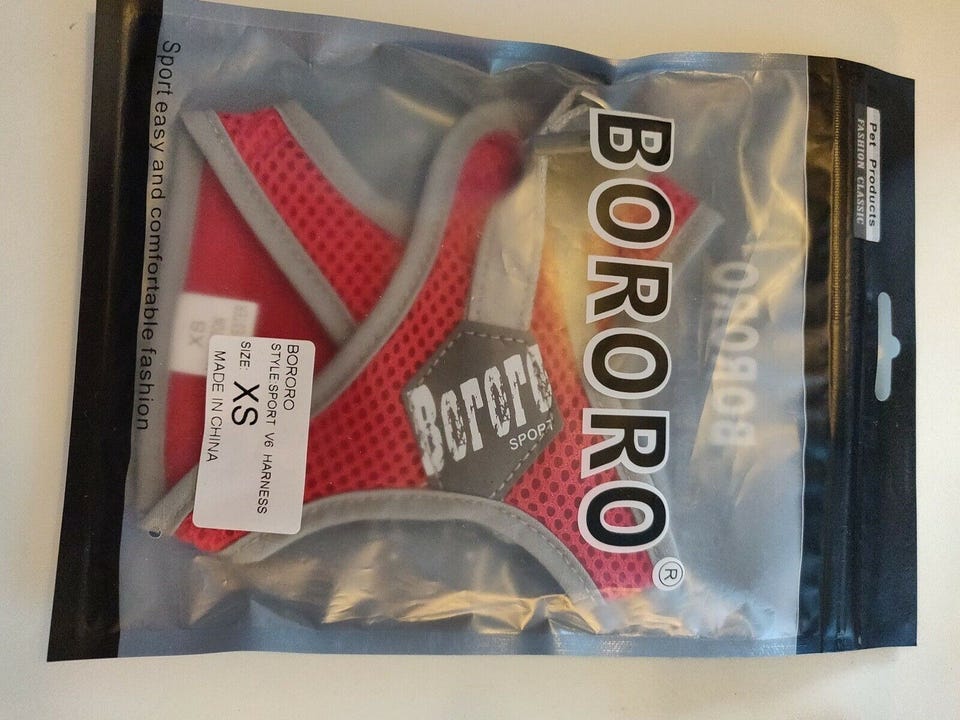 Pet Products
FASHION CLASSIC
BORORO®
Bororo
SPORT
BORORO
STYLE:SPORT V6 HARNESS
SIZE: XS
MADE IN CHINA
Sport easy and comfortable fashion
BORORO